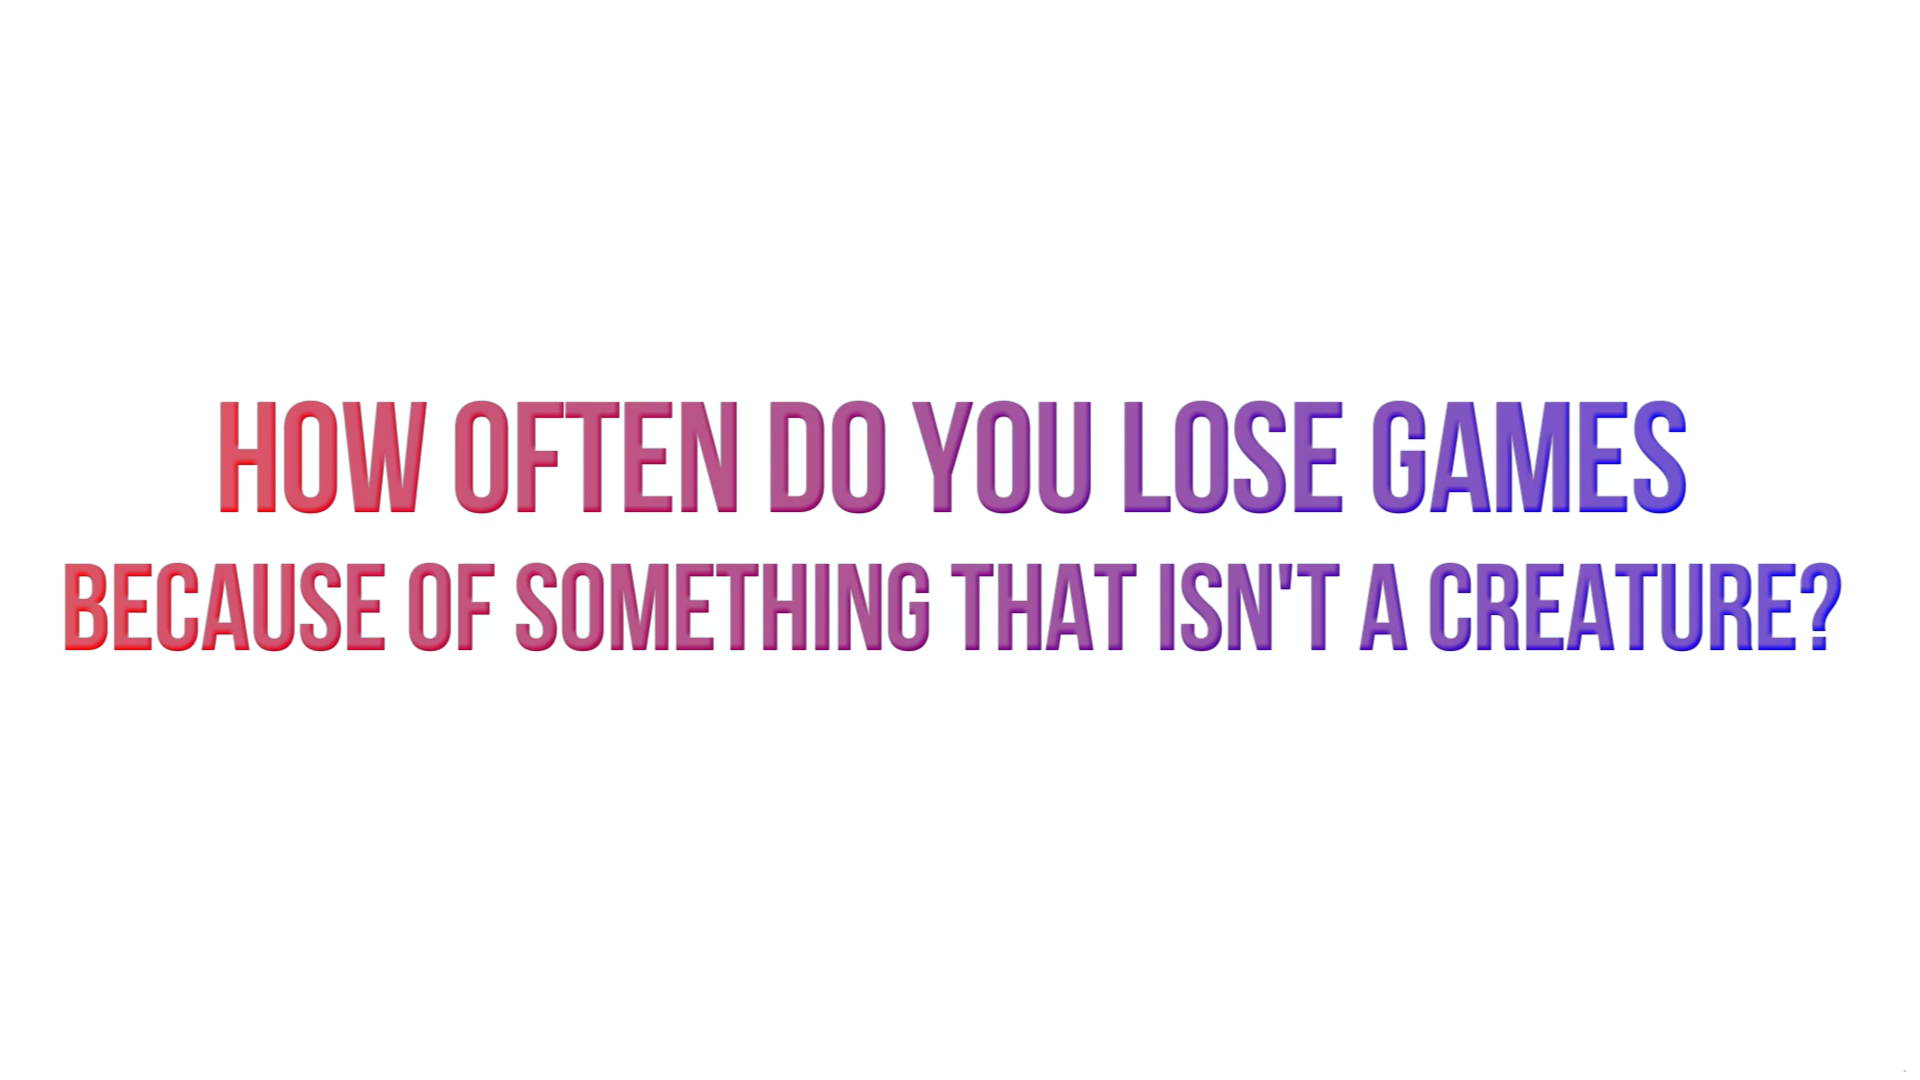 HOW OFTEN DO YOU LOSE GAMES
BECAUSE OF SOMETHING THAT ISN'T A CREATURE?